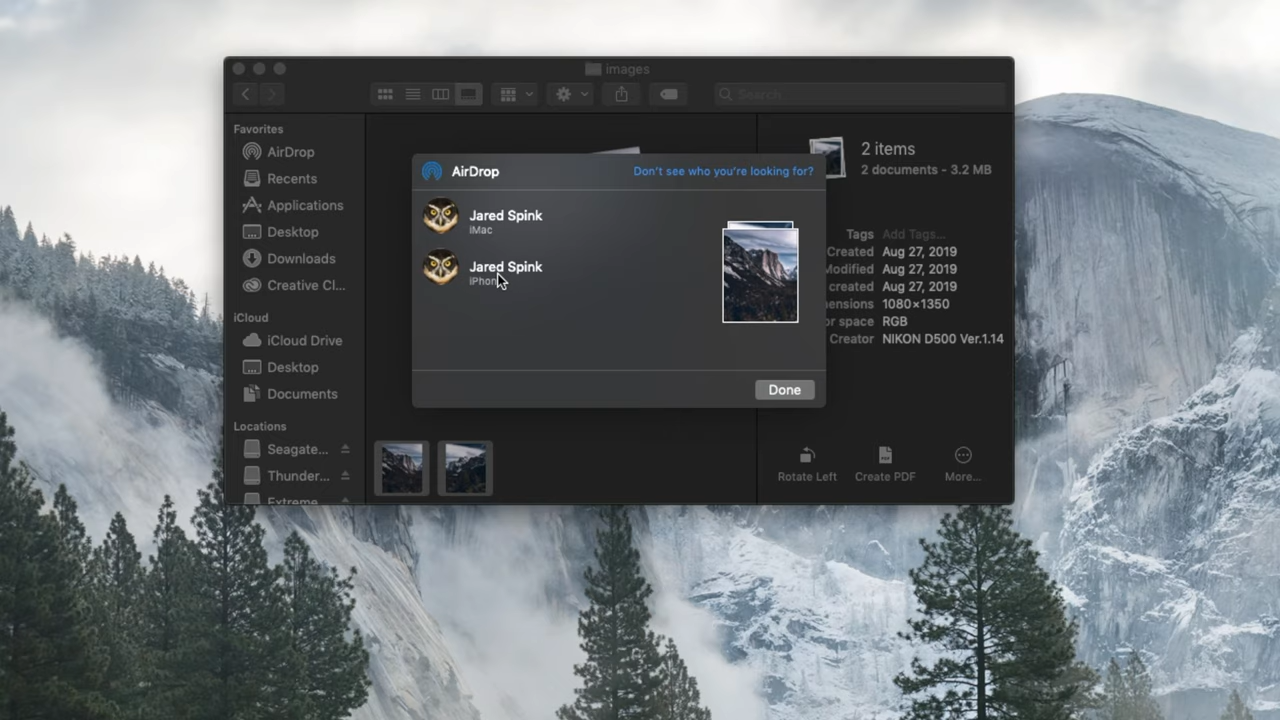 images
Search
Favorites
AirDrop
Recents
Applications
Desktop
Downloads
Creative Cl...
iCloud
iCloud Drive
Desktop
Documents
Locations
Seagate...
Thunder...
Extreme
AirDrop
Don't see who you're looking for?
Jared Spink
iMac
Jared Spink
Done
2 items
2 documents - 3.2 MB
Tags Add Tags...
Created Aug 27, 2019
Modified Aug 27, 2019
created Aug 27, 2019
1080×1350
space RGB
Creator NIKON D500 Ver.1.14
Rotate Left
Create PDF
More...